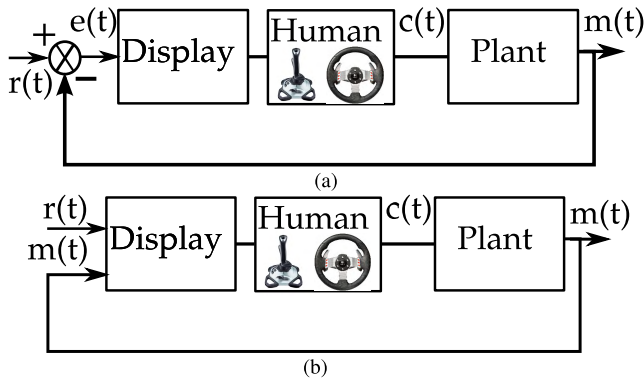 e(t)
c(t)
m(t)
+
r(t)
−
Display
Human
Plant
(a)
r(t)
m(t)
c(t)
m(t)
Display
Human
Plant
(b)